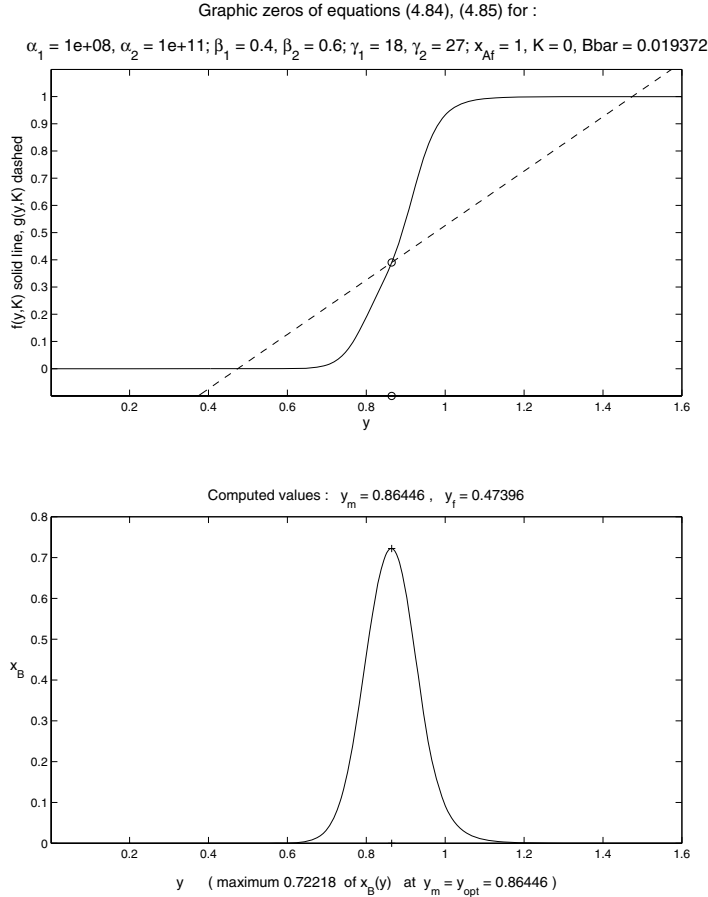 Graphic zeros of equations (4.84), (4.85) for :
α1 = 1e+08, α2 = 1e+11; β1 = 0.4, β2 = 0.6; γ1 = 18, γ2 = 27; xAf = 1, K = 0, Bbar = 0.019372
f(y,K) solid line, g(y,K) dashed
1
0.9
0.8
0.7
0.6
0.5
0.4
0.3
0.2
0.1
0
0.2 0.4 0.6 0.8 1 1.2 1.4 1.6
y
Computed values : ym = 0.86446 , yf = 0.47396
xB
0.8
0.7
0.6
0.5
0.4
0.3
0.2
0.1
0
0.2 0.4 0.6 0.8 1 1.2 1.4 1.6
y ( maximum 0.72218 of xB(y) at ym = yopt = 0.86446 )